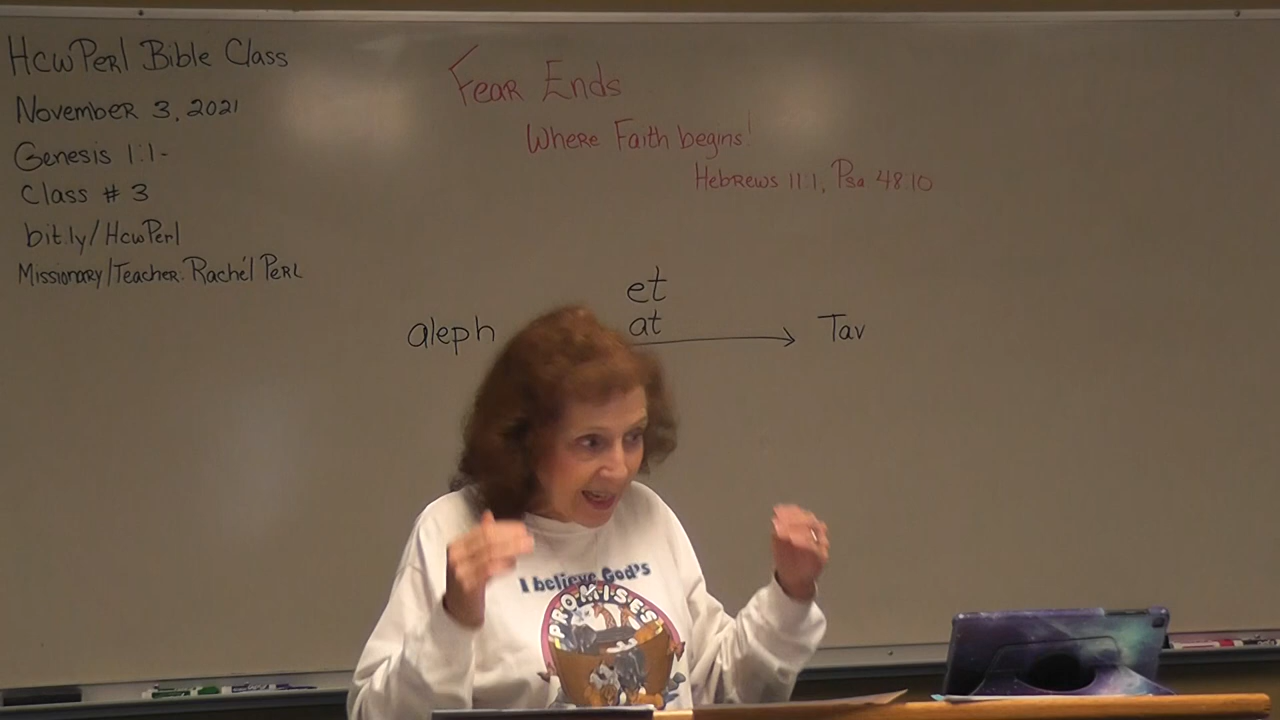 HcwPerl Bible Class
November 3, 2021
Genesis 1:1-
Class # 3
bit.ly/HcwPerl
Missionary/Teacher. Rachél Perl
Fear Ends
Where Faith begins!
Hebrews 11:1, Psa 48:10
et
aleph at Tav
I believe God's
PROMISES